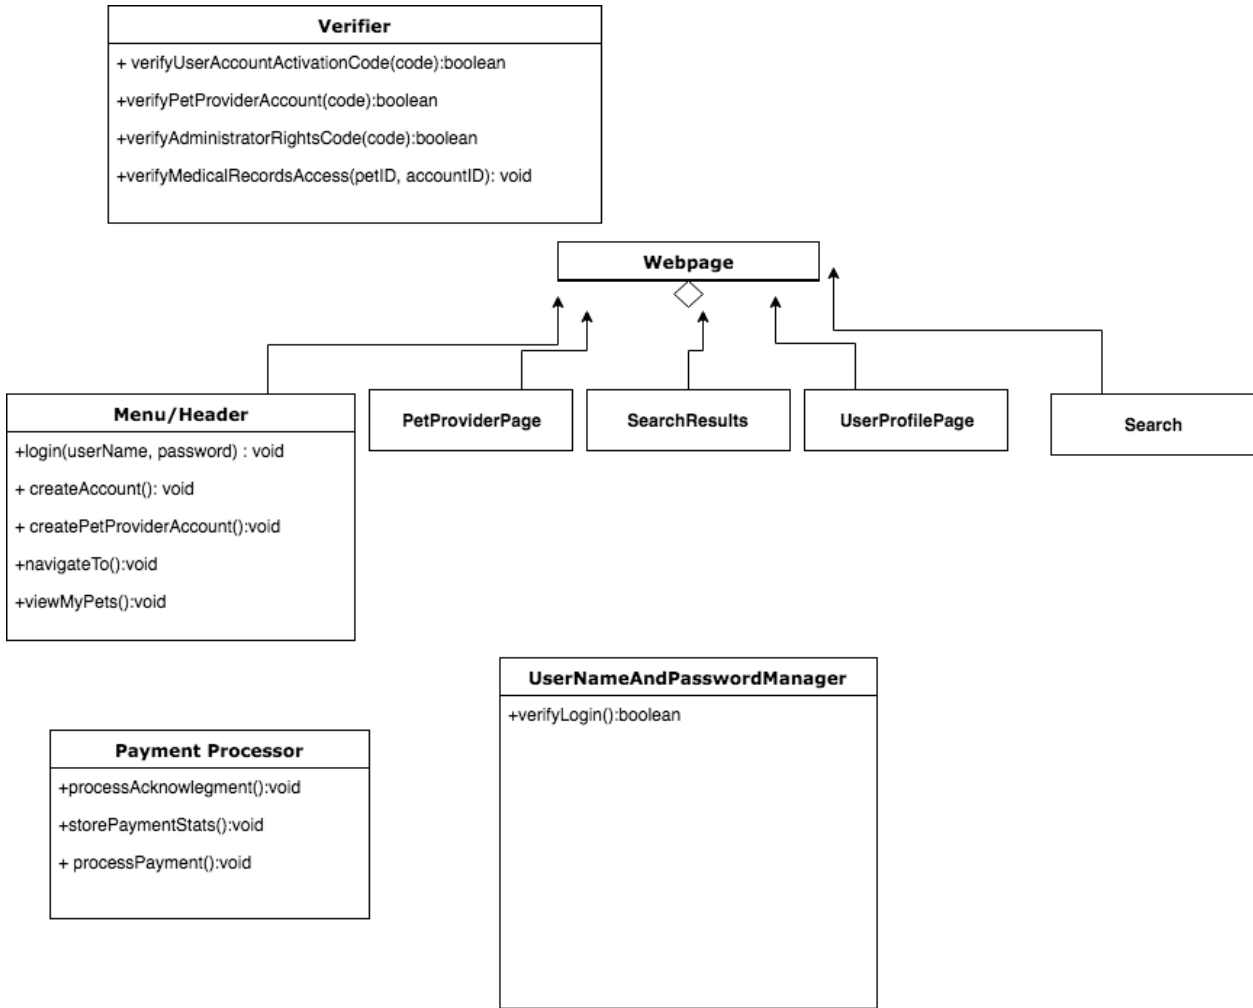 Verifier
+ verifyUserAccountActivationCode(code):boolean
+verifyPetProviderAccount(code):boolean
+verifyAdministratorRightsCode(code):boolean
+verifyMedicalRecordsAccess(petID, accountID): void
Webpage
Menu/Header
+login(userName, password) : void
+ createAccount(): void
+ createPetProviderAccount():void
+navigateTo():void
+viewMyPets():void
PetProviderPage
SearchResults
UserProfilePage
Search
UserNameAndPasswordManager
+verifyLogin():boolean
Payment Processor
+processAcknowlegment():void
+storePaymentStats():void
+ processPayment():void